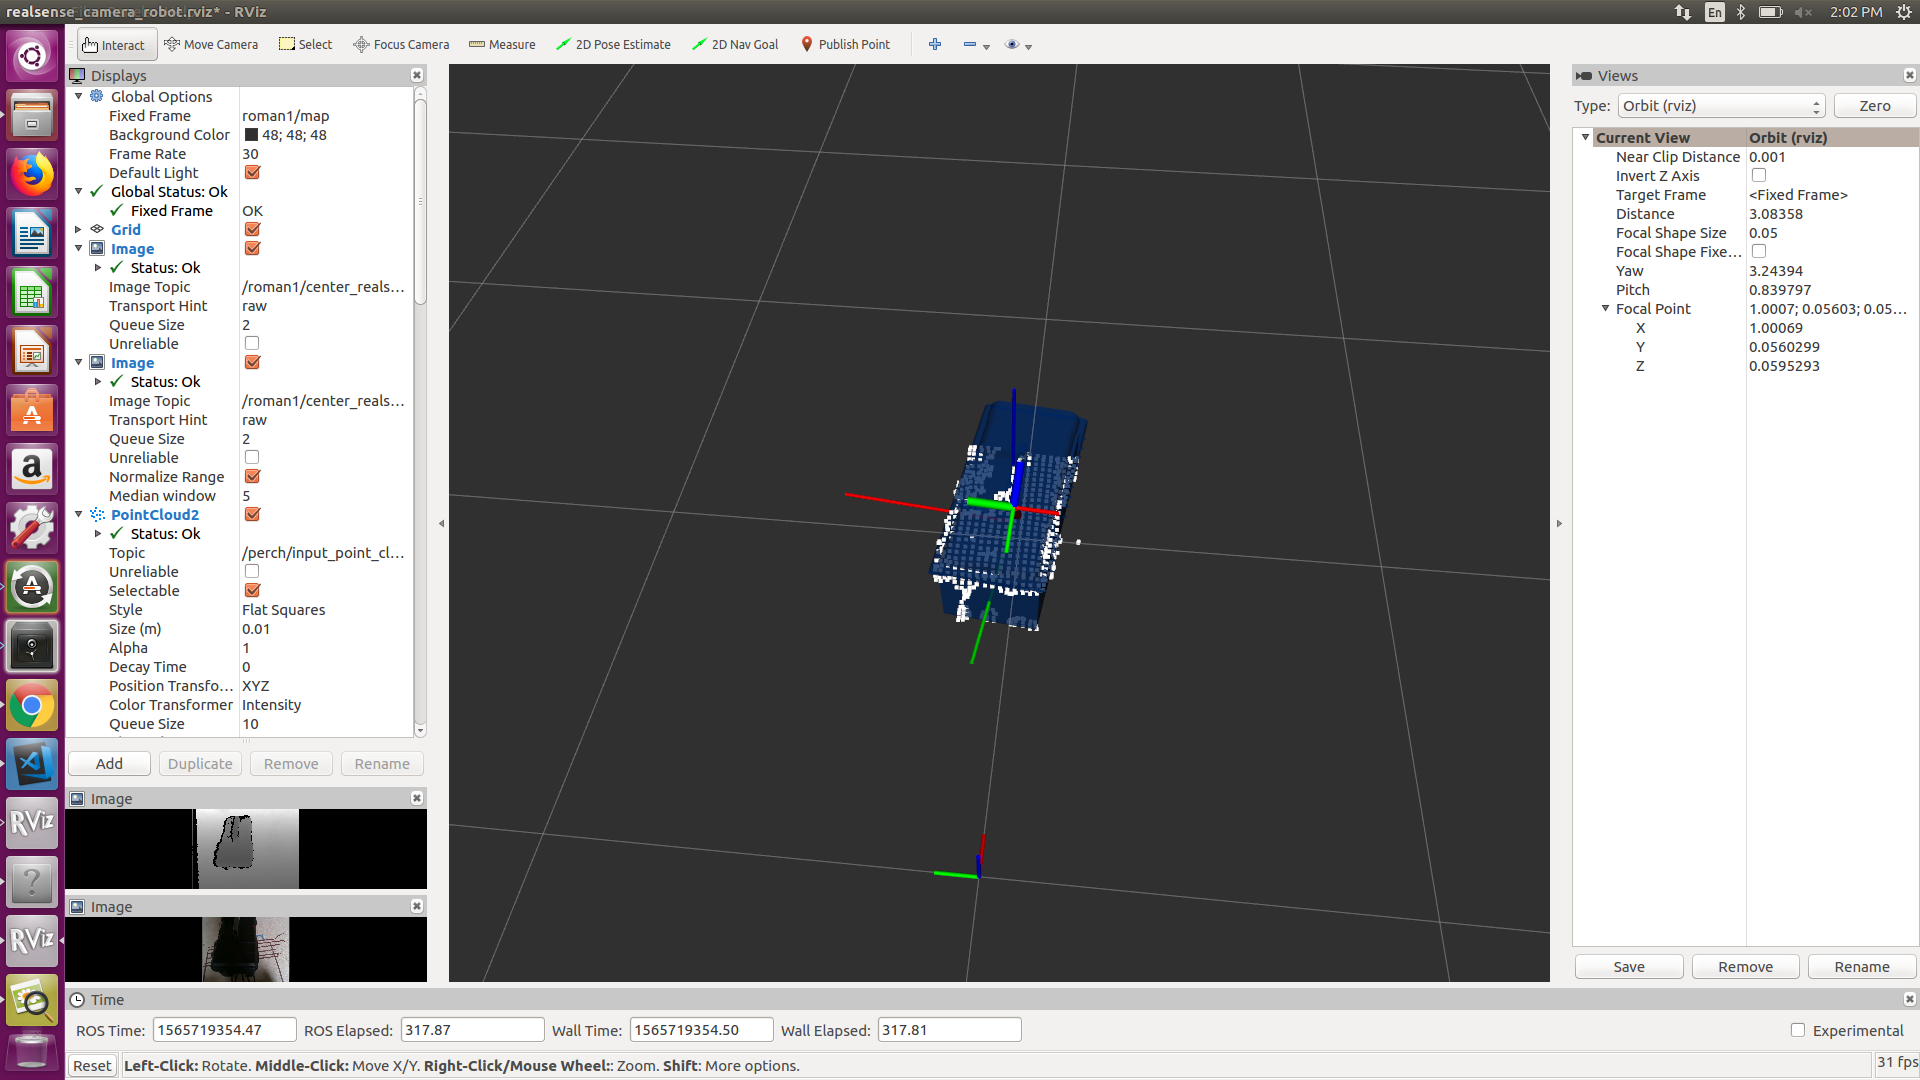 realsense_camera_robot.rviz* - RViz
En 2:02 PM
Interact Move Camera Select Focus Camera Measure 2D Pose Estimate 2D Nav Goal Publish Point
Displays
Global Options
Fixed Frame roman1/map
Background Color 48; 48; 48
Frame Rate 30
Default Light
Global Status: Ok
Fixed Frame OK
Grid
Image
Status: Ok
Image Topic /roman1/center_reals...
Transport Hint raw
Queue Size 2
Unreliable
Image
Status: Ok
Image Topic /roman1/center_reals...
Transport Hint raw
Queue Size 2
Unreliable
Normalize Range
Median window 5
PointCloud2
Status: Ok
Topic /perch/input_point_cl...
Unreliable
Selectable
Style Flat Squares
Size (m) 0.01
Alpha 1
Decay Time 0
Position Transfo... XYZ
Color Transformer Intensity
Queue Size 10
Add Duplicate Remove Rename
Image
Image
Views
Type: Orbit (rviz) Zero
Current View Orbit (rviz)
Near Clip Distance 0.001
Invert Z Axis
Target Frame <Fixed Frame>
Distance 3.08358
Focal Shape Size 0.05
Focal Shape Fixe...
Yaw 3.24394
Pitch 0.839797
Focal Point 1.0007; 0.05603; 0.05...
X 1.00069
Y 0.0560299
Z 0.0595293
Save Remove Rename
RViz
RViz
Time
ROS Time: 1565719354.47 ROS Elapsed: 317.87 Wall Time: 1565719354.50 Wall Elapsed: 317.81 Experimental
Reset Left-Click: Rotate. Middle-Click: Move X/Y. Right-Click/Mouse Wheel:: Zoom. Shift: More options. 31 fps